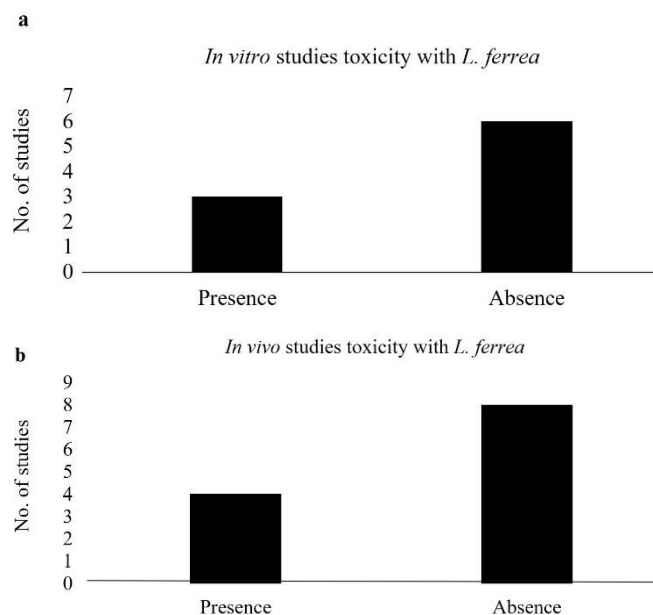 a
In vitro studies toxicity with L. ferrea
No. of studies
7
6
5
4
3
2
1
0
Presence Absence
b
In vivo studies toxicity with L. ferrea
No. of studies
9
8
7
6
5
4
3
2
1
0
Presence Absence